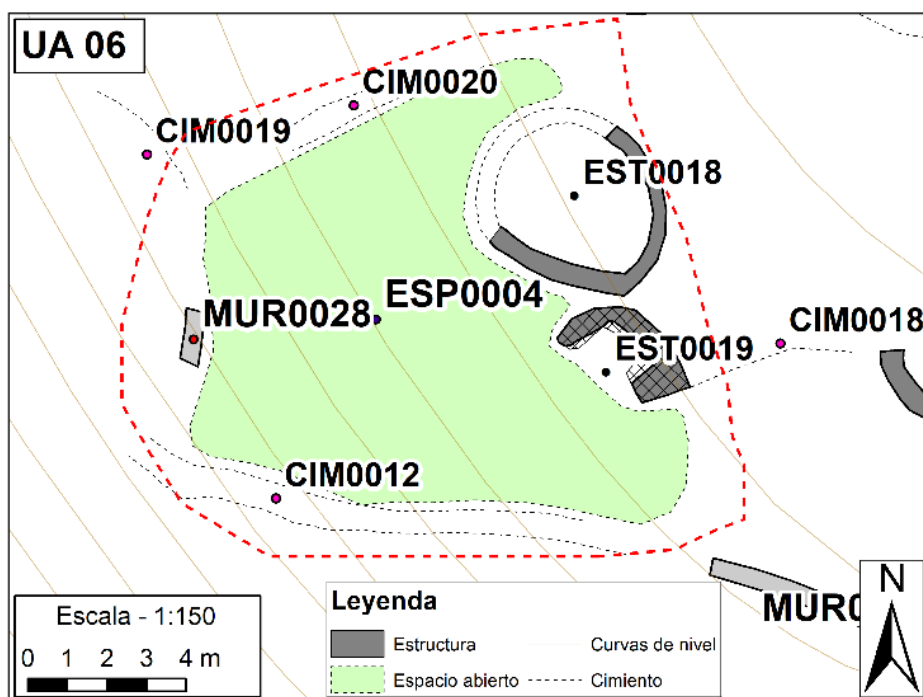 UA 06
CIM0020
CIM0019
EST0018
ESP0004
MUR0028
CIM0018
EST0019
CIM0012
MUR0
Escala - 1:150
0 1 2 3 4 m
Leyenda
Estructura
Curvas de nivel
Espacio abierto
Cimiento
N